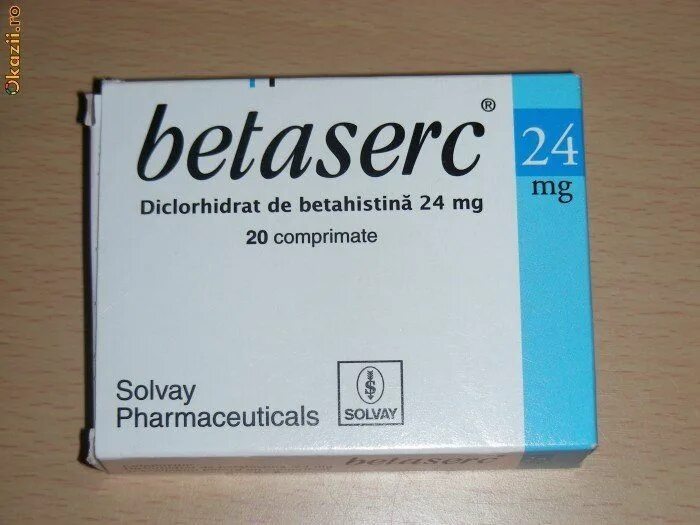 Okazii.ro
betaserc®
24
mg
Diclorhidrat de betahistină 24 mg
20 comprimate
Solvay
Pharmaceuticals
SOLVAY
betaserc